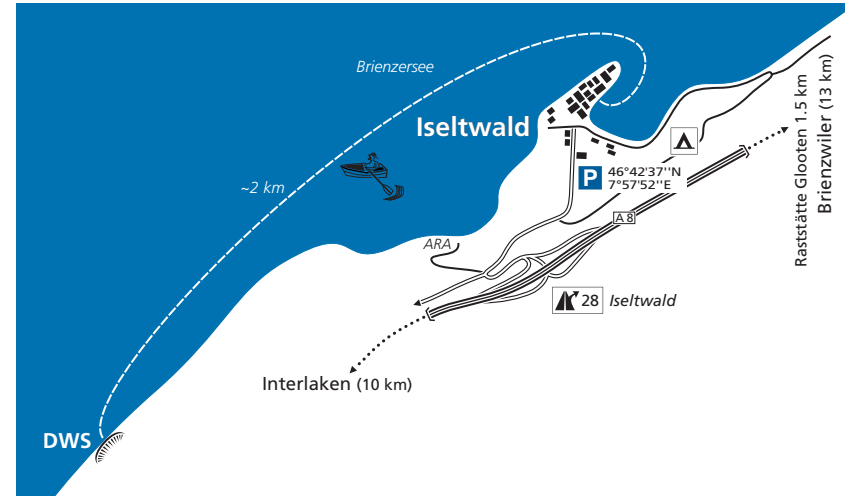 Brienzersee
Iseltwald
~2 km
P
46°42'37''N
7°57'52''E
Raststätte Glooten 1.5 km
Brienzwiler (13 km)
A 8
ARA
28 Iseltwald
Interlaken (10 km)
DWS